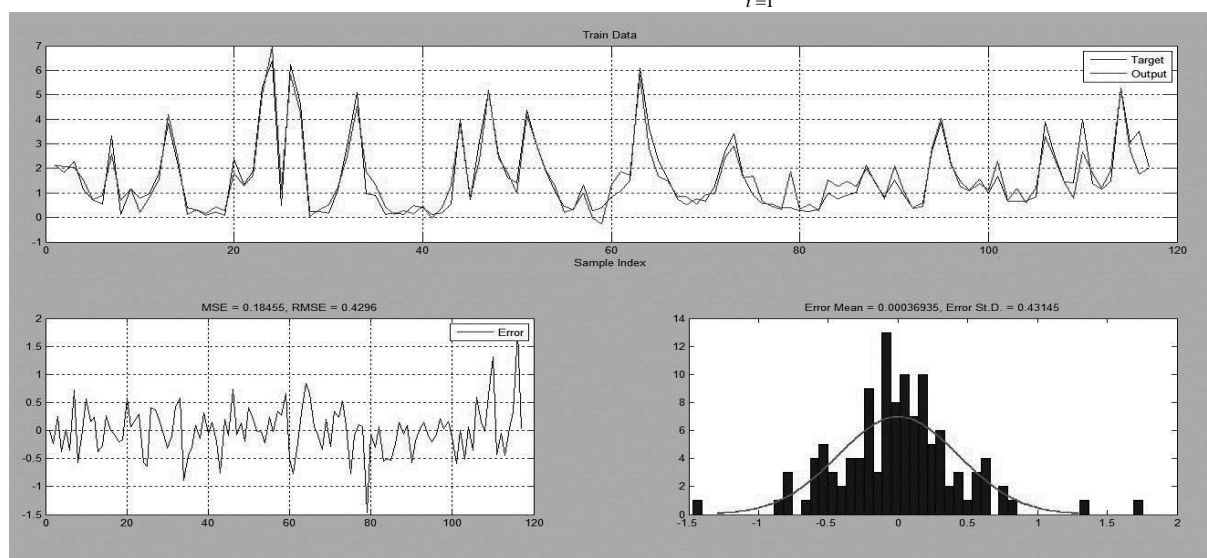 i=1
Train Data
7
6
5
4
3
2
1
0
-1
Target
Output
0 20 40 60 80 100 120
Sample Index
MSE = 0.18455, RMSE = 0.4296
2
1.5
1
0.5
0
-0.5
-1
-1.5
Error
0 20 40 60 80 100 120
Error Mean = 0.00036935, Error St.D. = 0.43145
14
12
10
8
6
4
2
0
-1.5 -1 -0.5 0 0.5 1 1.5 2